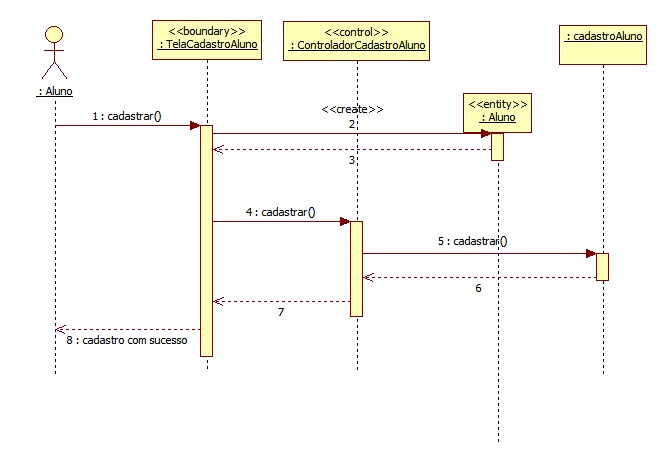 <<boundary>>
: TelaCadastroAluno
<<control>>
: ControladorCadastroAluno
: cadastroAluno
: Aluno
<<create>>
<<entity>>
: Aluno
1 : cadastrar()
2
3
4 : cadastrar()
5 : cadastrar()
6
7
8 : cadastro com sucesso